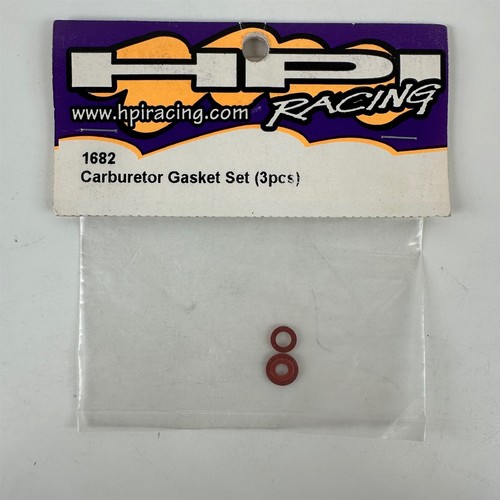 HPI
RACING
www.hpiracing.com
1682
Carburetor Gasket Set (3pcs)